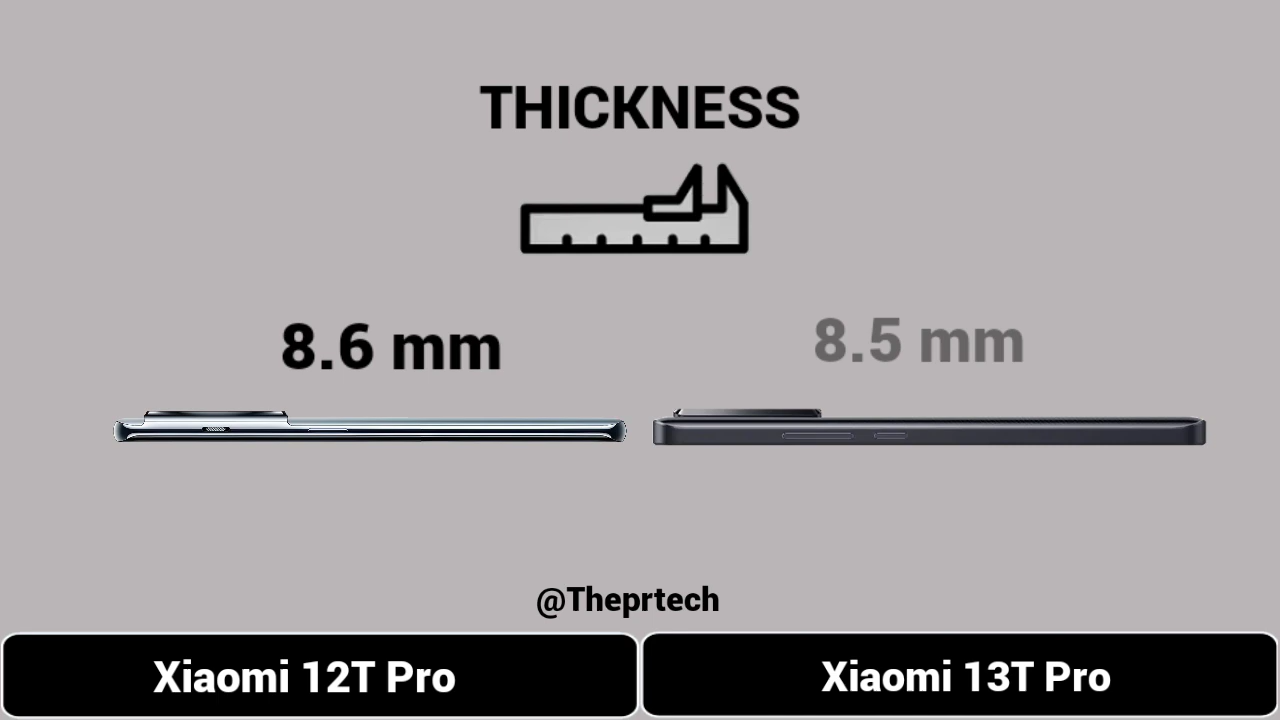 THICKNESS
8.6 mm
8.5 mm
@Theprtech
Xiaomi 12T Pro
Xiaomi 13T Pro